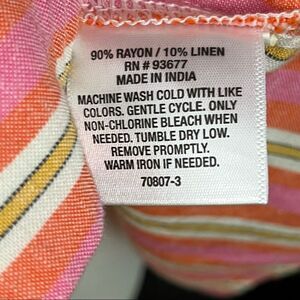 90% RAYON / 10% LINEN
RN # 93677
MADE IN INDIA
MACHINE WASH COLD WITH LIKE
COLORS. GENTLE CYCLE. ONLY
NON-CHLORINE BLEACH WHEN
NEEDED. TUMBLE DRY LOW.
REMOVE PROMPTLY.
WARM IRON IF NEEDED.
70807-3